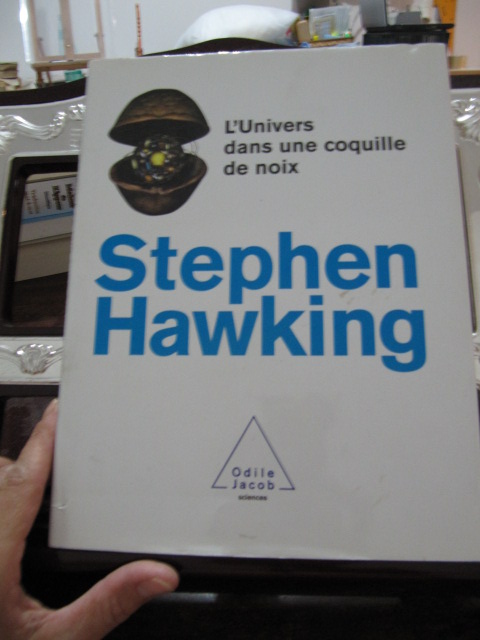 L'Univers
dans une coquille
de noix
Stephen
Hawking
Odile
Jacob
sciences